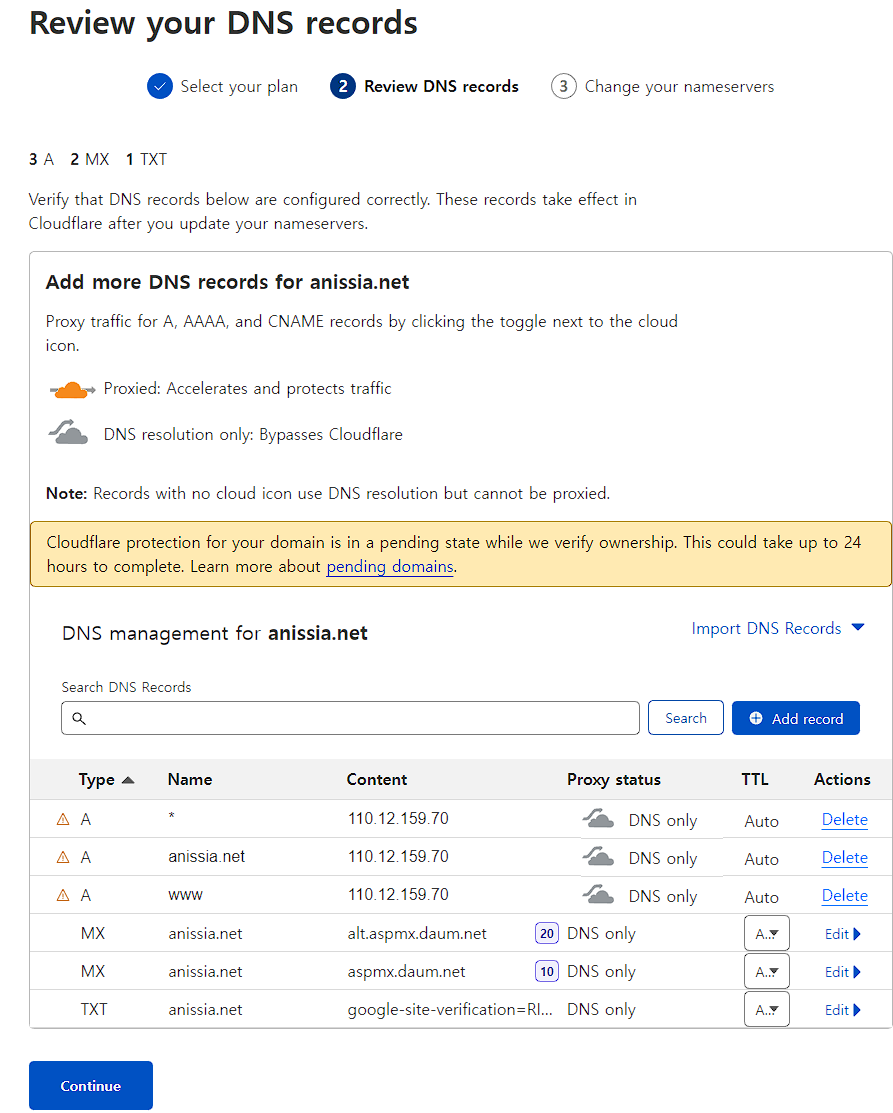 Review your DNS records
Select your plan 2 Review DNS records 3 Change your nameservers
3 A 2 MX 1 TXT
Verify that DNS records below are configured correctly. These records take effect in
Cloudflare after you update your nameservers.
Add more DNS records for anissia.net
Proxy traffic for A, AAAA, and CNAME records by clicking the toggle next to the cloud
icon.
Proxied: Accelerates and protects traffic
DNS resolution only: Bypasses Cloudflare
Note: Records with no cloud icon use DNS resolution but cannot be proxied.
Cloudflare protection for your domain is in a pending state while we verify ownership. This could take up to 24
hours to complete. Learn more about pending domains.
DNS management for anissia.net Import DNS Records
Search DNS Records
Search Add record
Type Name Content Proxy status TTL Actions
A * 110.12.159.70 DNS only Auto Delete
A anissia.net 110.12.159.70 DNS only Auto Delete
A www 110.12.159.70 DNS only Auto Delete
MX anissia.net alt.aspmx.daum.net 20 DNS only A... Edit
MX anissia.net aspmx.daum.net 10 DNS only A... Edit
TXT anissia.net google-site-verification=RI... DNS only A... Edit
Continue